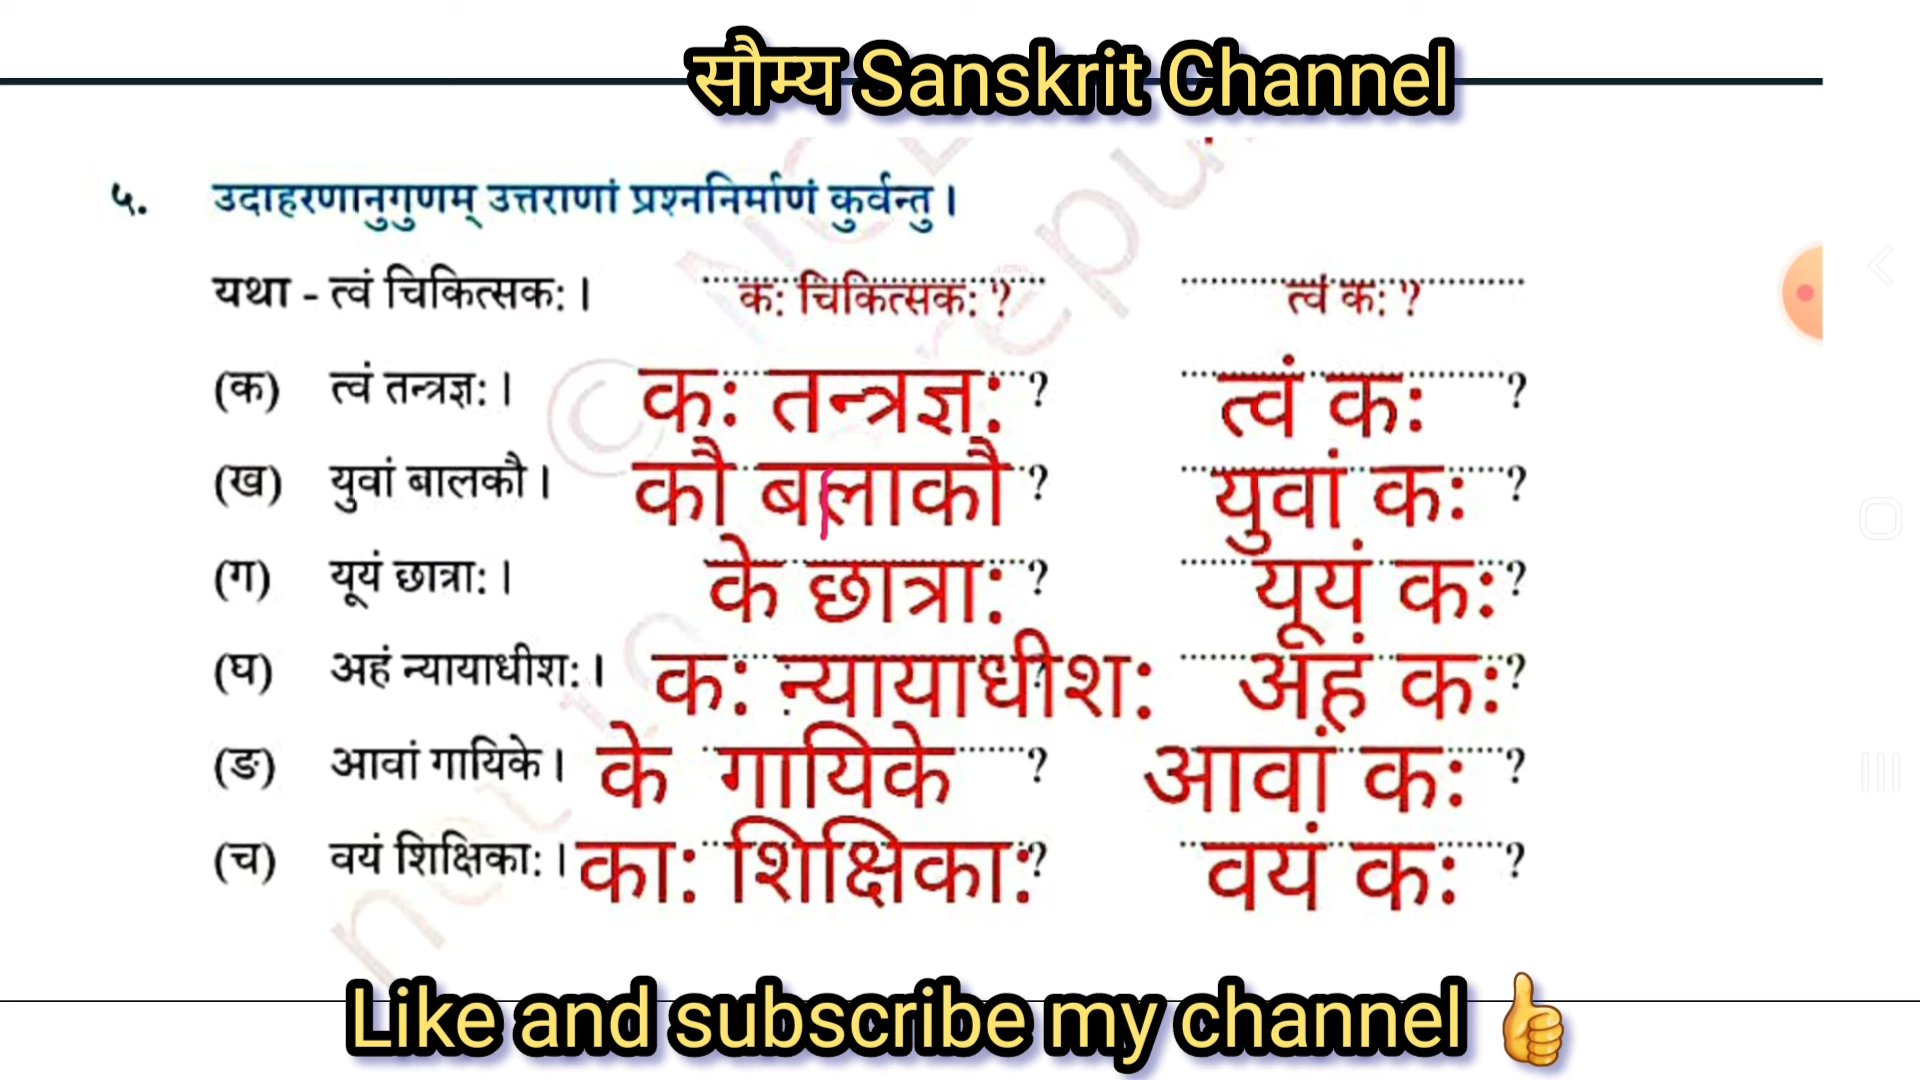 सौम्य Sanskrit Channel
५. उदाहरणानुगुणम् उत्तराणां प्रश्ननिर्माणं कुर्वन्तु।
यथा - त्वं चिकित्सक:। क: चिकित्सक: ? त्वं क: ?
(क) त्वं तन्त्रज्ञ:। क: तन्त्रज्ञ: ? त्वं क: ?
(ख) युवां बालकौ। कौ बलाकौ ? युवां क: ?
(ग) यूयं छात्रा:। के छात्रा: ? यूयं क: ?
(घ) अहं न्यायाधीश:। क: न्यायाधीश: ? अहं क: ?
(ङ) आवां गायिके। के गायिके ? आवां क: ?
(च) वयं शिक्षिका:। का: शिक्षिका: ? वयं क: ?
Like and subscribe my channel 👍